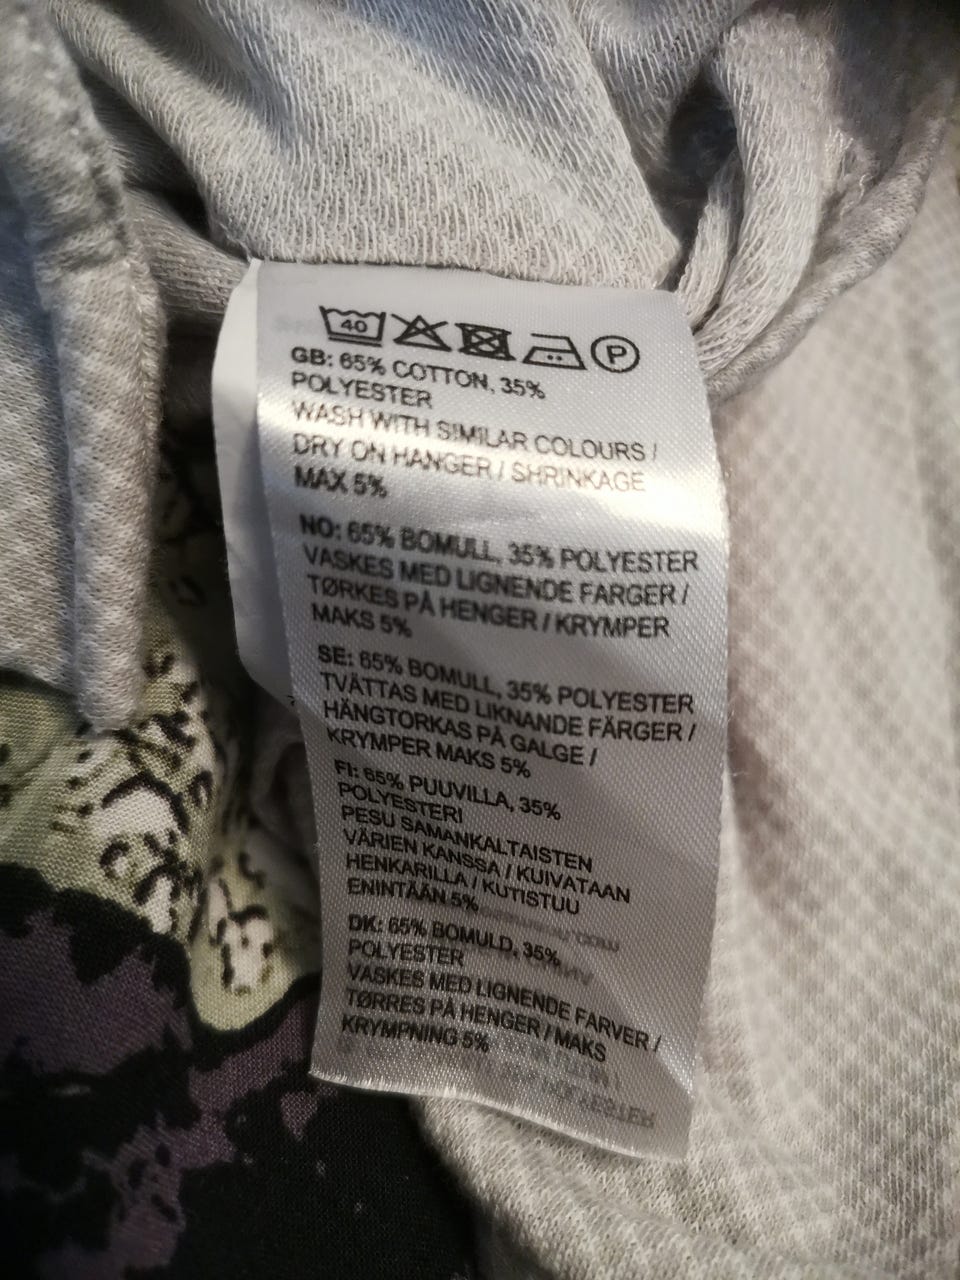 40 P
GB: 65% COTTON, 35%
POLYESTER
WASH WITH SIMILAR COLOURS /
DRY ON HANGER / SHRINKAGE
MAX 5%
NO: 65% BOMULL, 35% POLYESTER
VASKES MED LIGNENDE FARGER /
TØRKES PÅ HENGER / KRYMPER
MAKS 5%
SE: 65% BOMULL, 35% POLYESTER
TVÄTTAS MED LIKNANDE FÄRGER /
HÄNGTORKAS PÅ GALGE /
KRYMPER MAKS 5%
FI: 65% PUUVILLA, 35%
POLYESTERI
PESU SAMANKALTAISTEN
VÄRIEN KANSSA / KUIVATAAN
HENKARILLA / KUTISTUU
ENINTÄÄN 5%
DK: 65% BOMULD, 35%
POLYESTER
VASKES MED LIGNENDE FARVER /
TØRRES PÅ HENGER / MAKS
KRYMPNING 5%